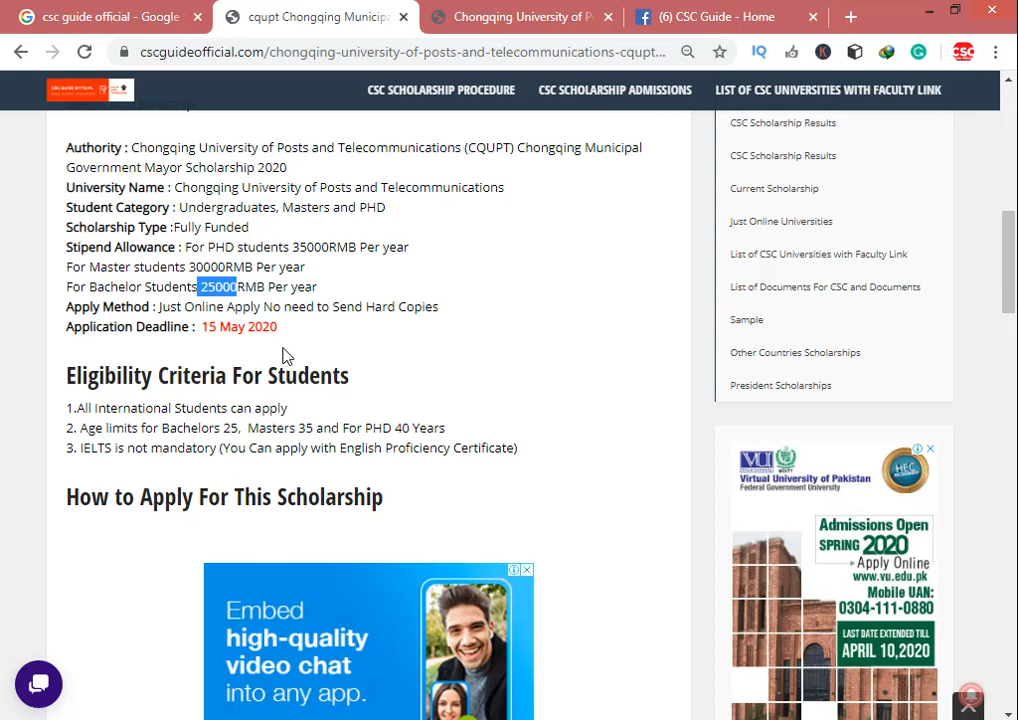 csc guide official - Google
cqupt Chongqing Municipa
Chongqing University of Po
(6) CSC Guide - Home
cscguideofficial.com/chongqing-university-of-posts-and-telecommunications-cqupt...
CSC GUIDE OFFICIAL
CSC SCHOLARSHIP PROCEDURE
CSC SCHOLARSHIP ADMISSIONS
LIST OF CSC UNIVERSITIES WITH FACULTY LINK
Authority : Chongqing University of Posts and Telecommunications (CQUPT) Chongqing Municipal
Government Mayor Scholarship 2020
University Name : Chongqing University of Posts and Telecommunications
Student Category : Undergraduates, Masters and PHD
Scholarship Type :Fully Funded
Stipend Allowance : For PHD students 35000RMB Per year
For Master students 30000RMB Per year
For Bachelor Students 25000RMB Per year
Apply Method : Just Online Apply No need to Send Hard Copies
Application Deadline : 15 May 2020
Eligibility Criteria For Students
1.All International Students can apply
2. Age limits for Bachelors 25, Masters 35 and For PHD 40 Years
3. IELTS is not mandatory (You Can apply with English Proficiency Certificate)
How to Apply For This Scholarship
Embed
high-quality
video chat
into any app.
CSC Scholarship Results
CSC Scholarship Results
Current Scholarship
Just Online Universities
List of CSC Universities with Faculty Link
List of Documents For CSC and Documents
Sample
Other Countries Scholarships
President Scholarships
VU
Virtual University of Pakistan
Federal Government University
HEC
Admissions Open
SPRING 2020
Apply Online
www.vu.edu.pk
Mobile UAN:
0304-111-0880
LAST DATE EXTENDED TILL
APRIL 10,2020